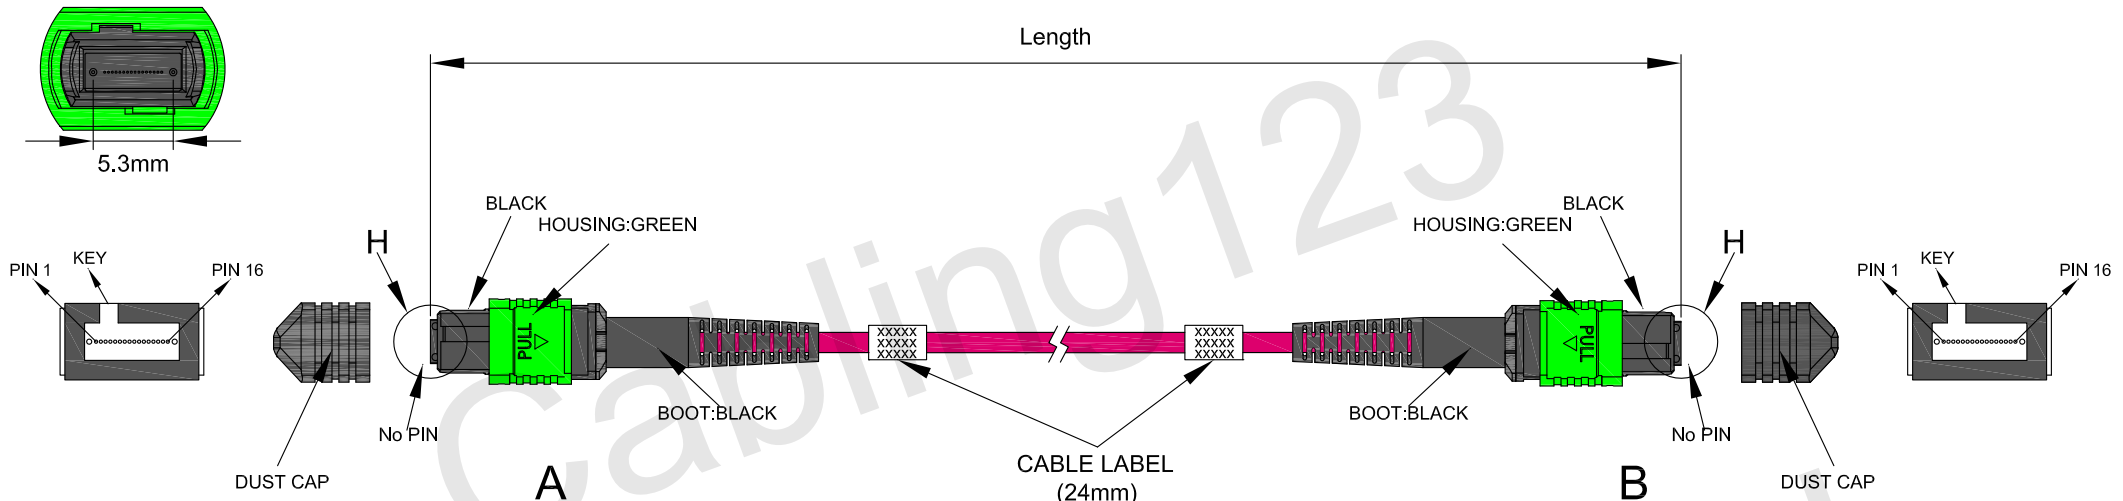 Length
5.3mm
BLACK
HOUSING:GREEN
H
KEY
PIN 1
PIN 16
PULL
XXXXX
XXXXX
XXXXX
No PIN
BOOT:BLACK
DUST CAP
A
CABLE LABEL
(24mm)
BLACK
HOUSING:GREEN
H
KEY
PIN 1
PIN 16
PULL
XXXXX
XXXXX
XXXXX
No PIN
BOOT:BLACK
DUST CAP
B
Cabling123